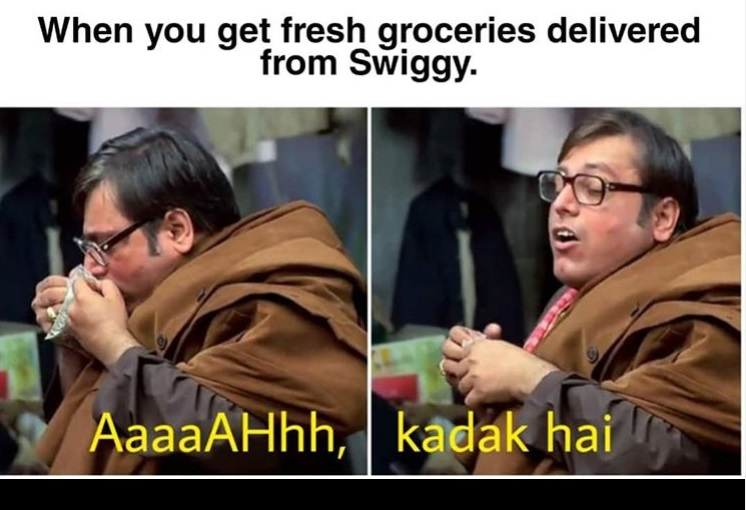 When you get fresh groceries delivered
from Swiggy.
AaaaAHhh, kadak hai